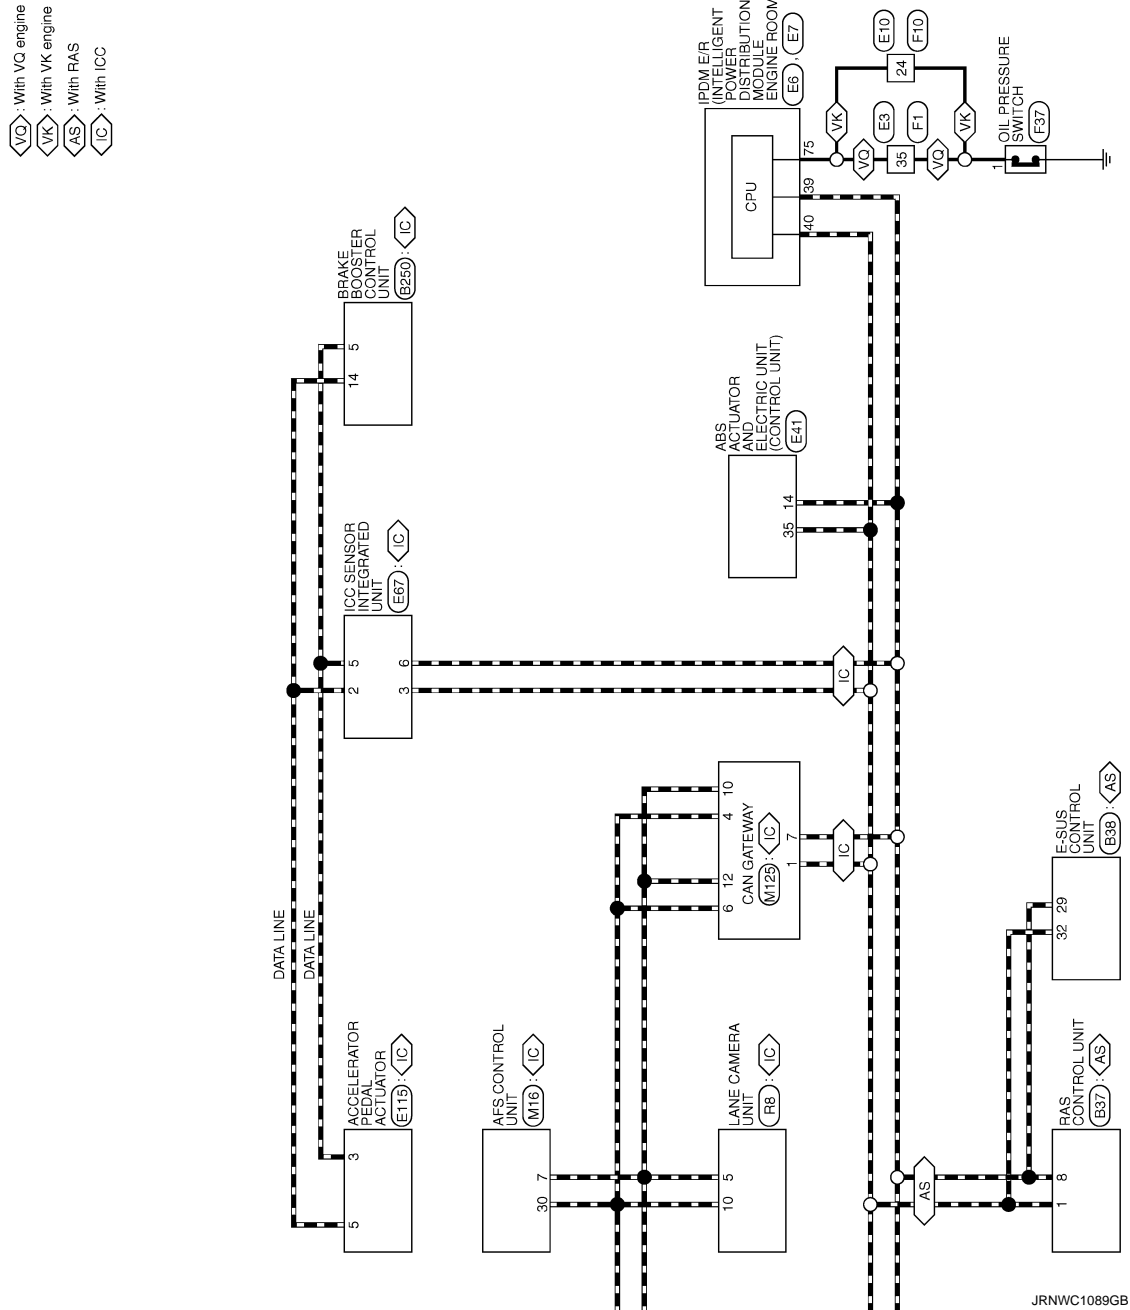 VQ : With VQ engine
VK : With VK engine
AS : With RAS
IC : With ICC
BRAKE
BOOSTER
CONTROL
UNIT
B250 : IC
5
14
ICC SENSOR
INTEGRATED
UNIT
E67 : IC
5
2
6
3
DATA LINE
DATA LINE
ACCELERATOR
PEDAL
ACTUATOR
E115 : IC
3
5
IPDM E/R
(INTELLIGENT
POWER
DISTRIBUTION
MODULE
ENGINE ROOM)
E6 , E7
CPU
75
39
40
VK
VQ
E10
F10
24
E3
F1
35
VK
VQ
OIL PRESSURE
SWITCH
F37
1
ABS
ACTUATOR
AND
ELECTRIC UNIT
(CONTROL UNIT)
E41
14
35
IC
CAN GATEWAY
M125 : IC
10
4
12
6
7
1
IC
AFS CONTROL
UNIT
M16 : IC
7
30
LANE CAMERA
UNIT
R8 : IC
5
10
E-SUS
CONTROL
UNIT
B38 : AS
29
32
AS
RAS
CONTROL UNIT
B37 : AS
8
1
JRNWC1089GB